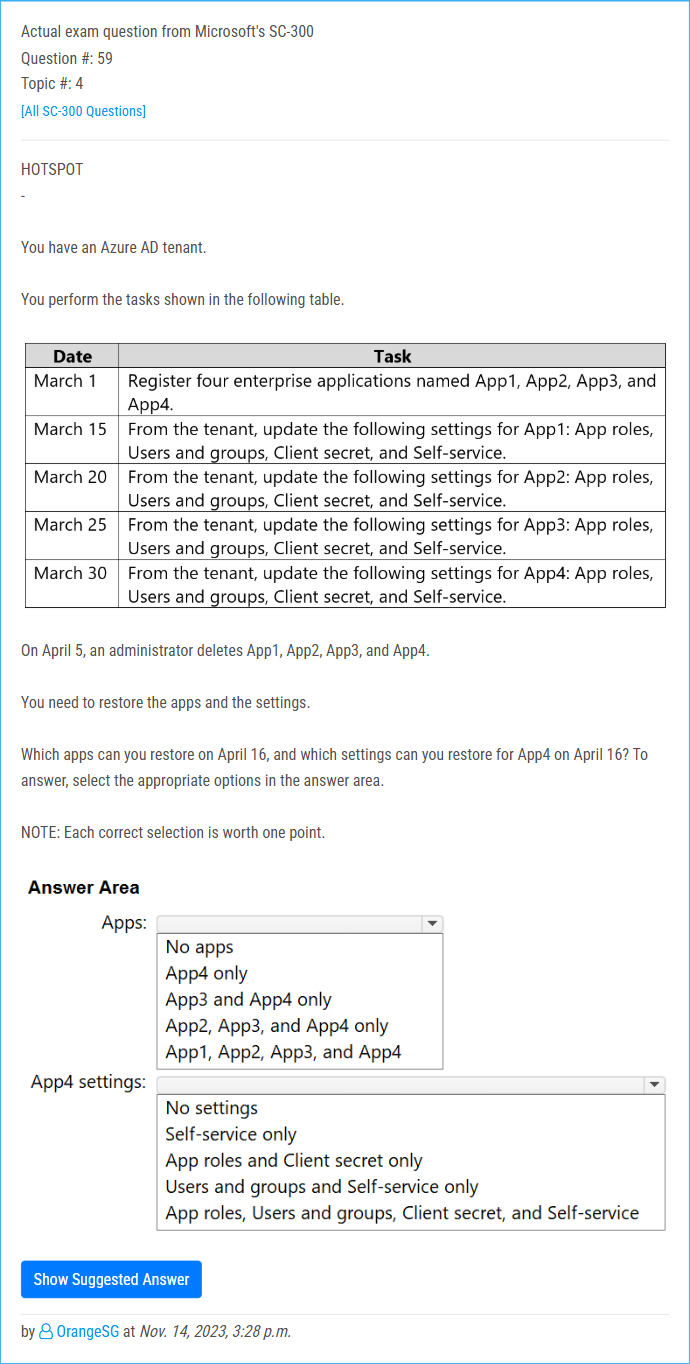 Actual exam question from Microsoft's SC-300
Question #: 59
Topic #: 4
[All SC-300 Questions]
HOTSPOT
-
You have an Azure AD tenant.
You perform the tasks shown in the following table.
Date Task
March 1 Register four enterprise applications named App1, App2, App3, and
App4.
March 15 From the tenant, update the following settings for App1: App roles,
Users and groups, Client secret, and Self-service.
March 20 From the tenant, update the following settings for App2: App roles,
Users and groups, Client secret, and Self-service.
March 25 From the tenant, update the following settings for App3: App roles,
Users and groups, Client secret, and Self-service.
March 30 From the tenant, update the following settings for App4: App roles,
Users and groups, Client secret, and Self-service.
On April 5, an administrator deletes App1, App2, App3, and App4.
You need to restore the apps and the settings.
Which apps can you restore on April 16, and which settings can you restore for App4 on April 16? To
answer, select the appropriate options in the answer area.
NOTE: Each correct selection is worth one point.
Answer Area
Apps:
No apps
App4 only
App3 and App4 only
App2, App3, and App4 only
App1, App2, App3, and App4
App4 settings:
No settings
Self-service only
App roles and Client secret only
Users and groups and Self-service only
App roles, Users and groups, Client secret, and Self-service
Show Suggested Answer
by OrangeSG at Nov. 14, 2023, 3:28 p.m.